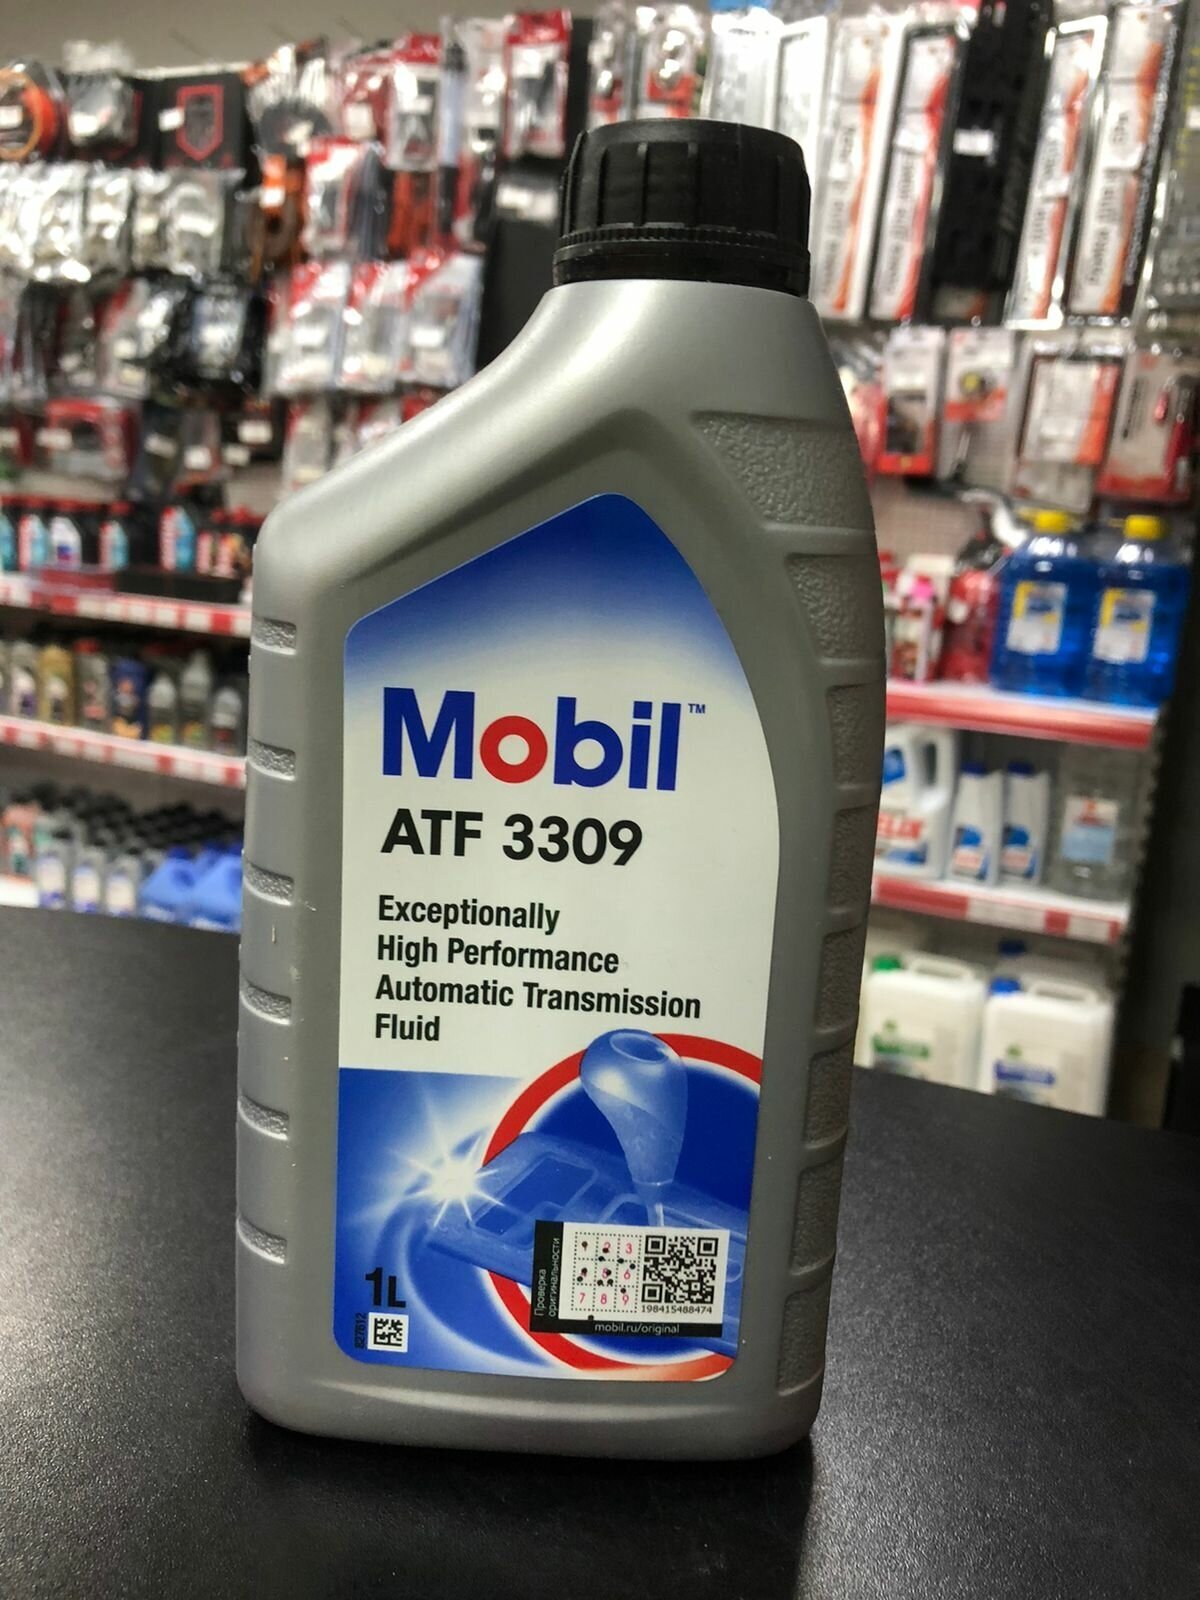 Mobil™
ATF 3309
Exceptionally
High Performance
Automatic Transmission
Fluid
1L
827612
Проверка
оригинальности
1 2 3
4 5 6
7 8 9
198415488474
mobil.ru/original